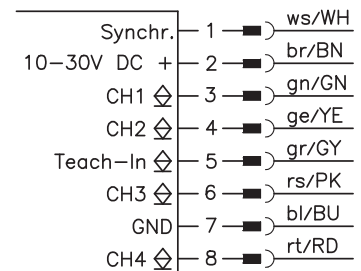 Synchr. 1 ws/WH
10-30V DC + 2 br/BN
CH1 3 gn/GN
CH2 4 ge/YE
Teach-In 5 gr/GY
CH3 6 rs/PK
GND 7 bl/BU
CH4 8 rt/RD